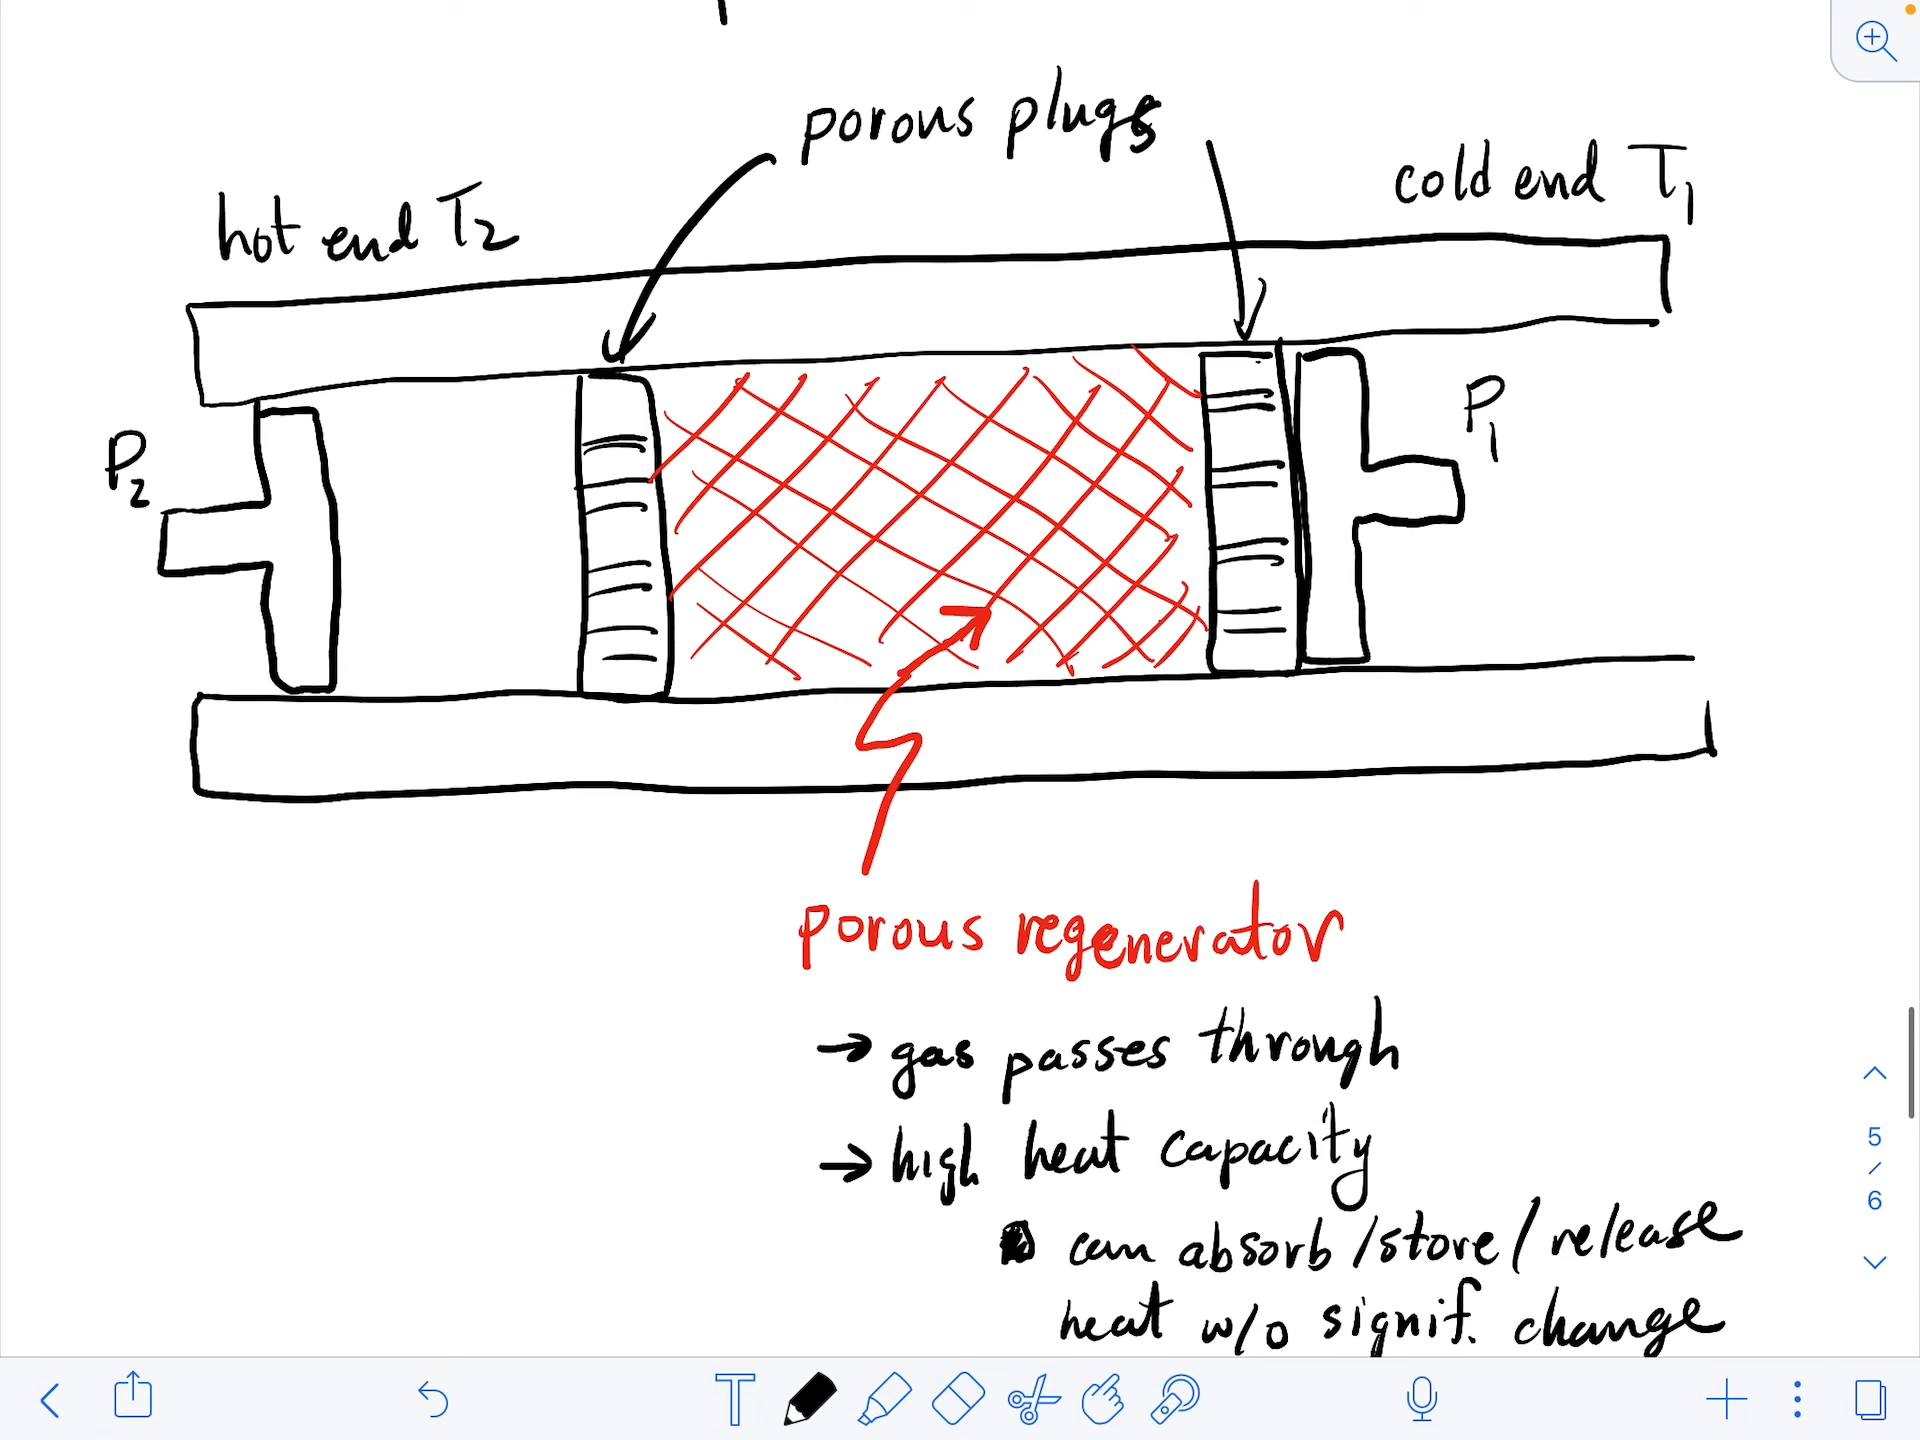 porous plugs
cold end T1
hot end T2
P1
P2
porous regenerator
→ gas passes through
→ high heat capacity
can absorb/store/release
heat w/o signif. change
5
/
6
T